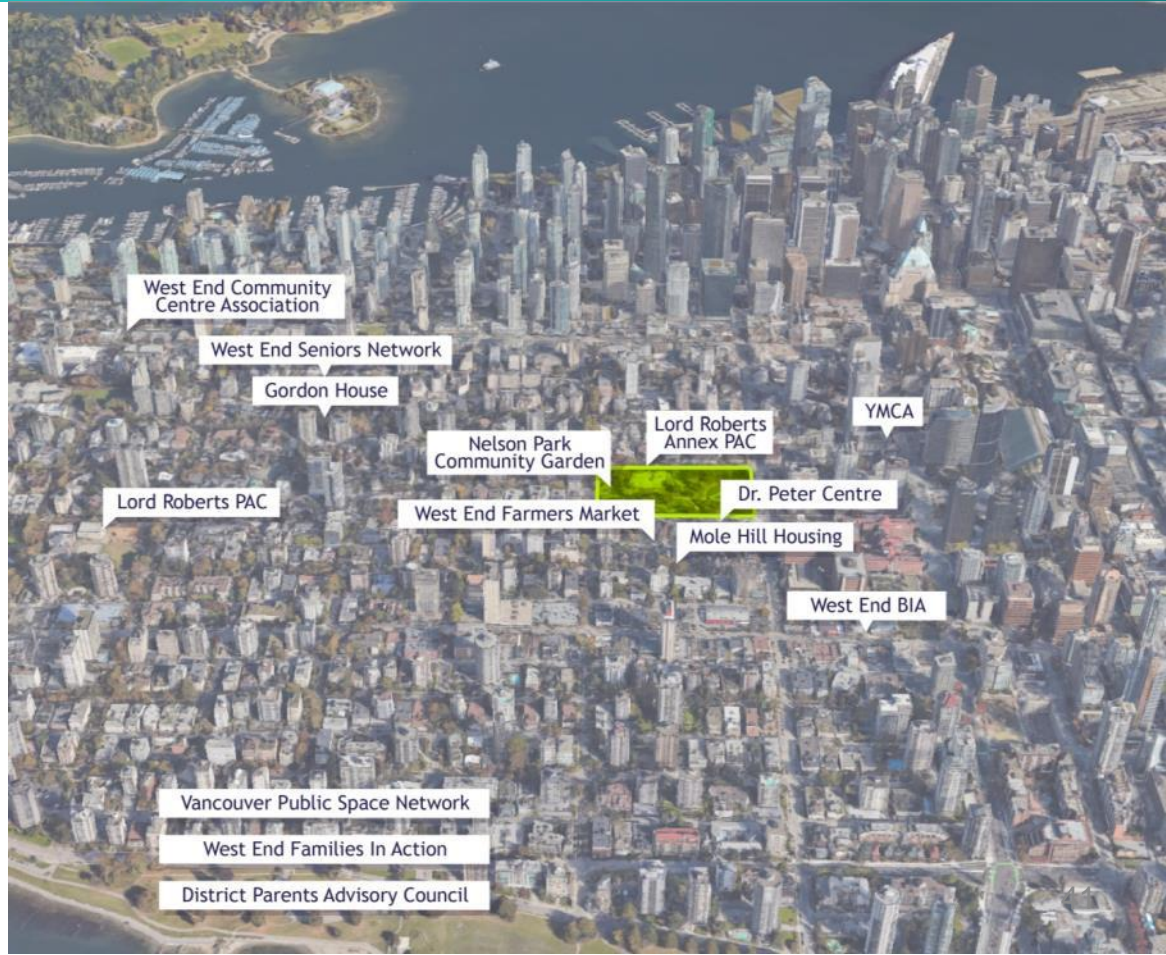 West End Community
Centre Association
West End Seniors Network
Gordon House
YMCA
Lord Roberts
Annex PAC
Nelson Park
Community Garden
Dr. Peter Centre
Lord Roberts PAC
West End Farmers Market
Mole Hill Housing
West End BIA
Vancouver Public Space Network
West End Families In Action
District Parents Advisory Council